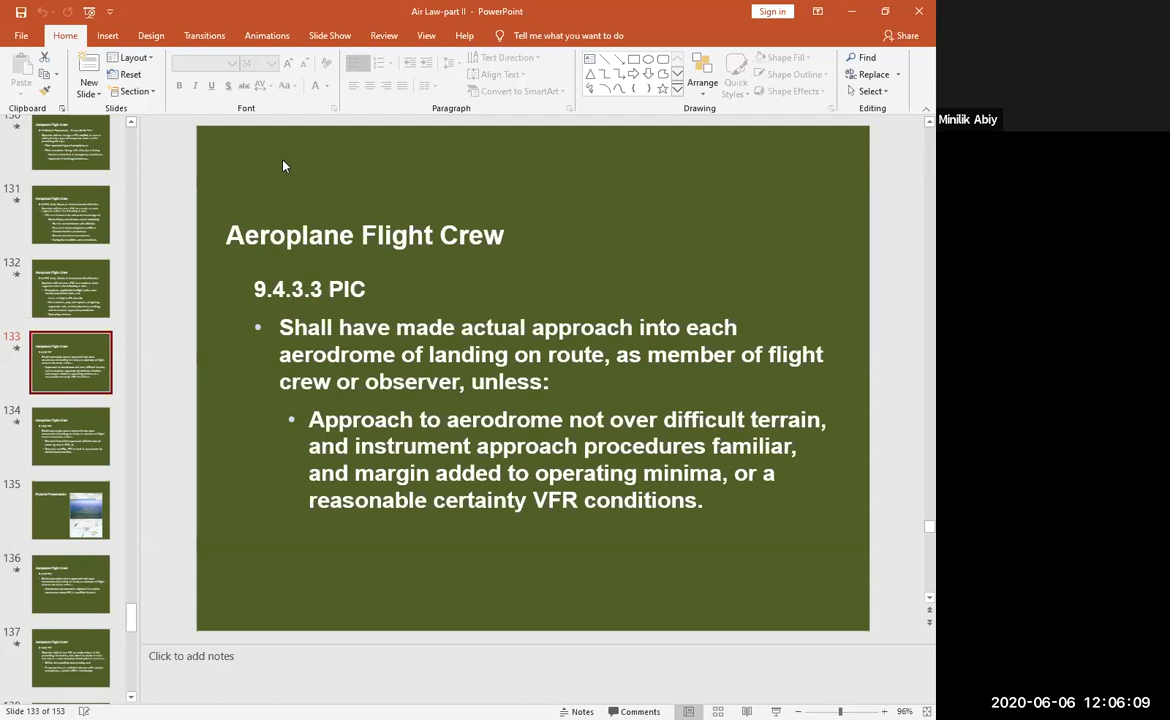 Air Law-part II - PowerPoint
Sign in
File Home Insert Design Transitions Animations Slide Show Review View Help Tell me what you want to do Share
Paste
Clipboard
New
Slide
Layout
Reset
Section
Slides
24
B I U S abc AV Aa A
Font
Text Direction
Align Text
Convert to SmartArt
Paragraph
Arrange
Quick
Styles
Shape Fill
Shape Outline
Shape Effects
Drawing
Find
Replace
Select
Editing
Minilik Abiy
130
131
132
133
134
135
136
137
Aeroplane Flight Crew
9.4.3.3 PIC
• Shall have made actual approach into each
aerodrome of landing on route, as member of flight
crew or observer, unless:
• Approach to aerodrome not over difficult terrain,
and instrument approach procedures familiar,
and margin added to operating minima, or a
reasonable certainty VFR conditions.
Click to add notes
Slide 133 of 153
Notes Comments 96%
2020-06-06 12:06:09